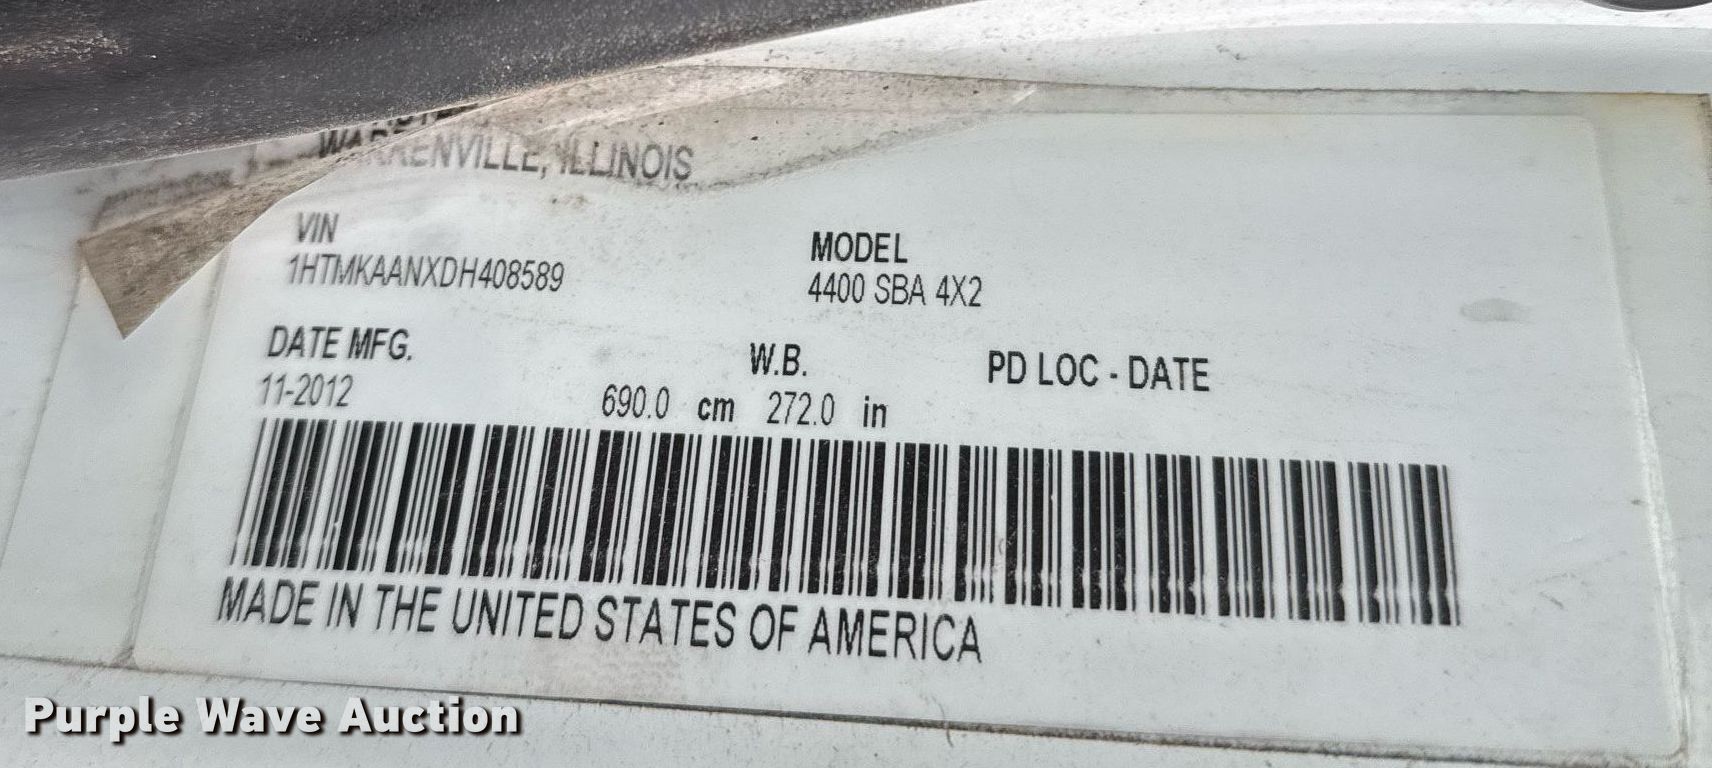 WARRENVILLE, ILLINOIS
VIN
1HTMKAANXDH408589
MODEL
4400 SBA 4X2
DATE MFG.
11-2012
W.B.
690.0 cm 272.0 in
PD LOC - DATE
MADE IN THE UNITED STATES OF AMERICA
Purple Wave Auction